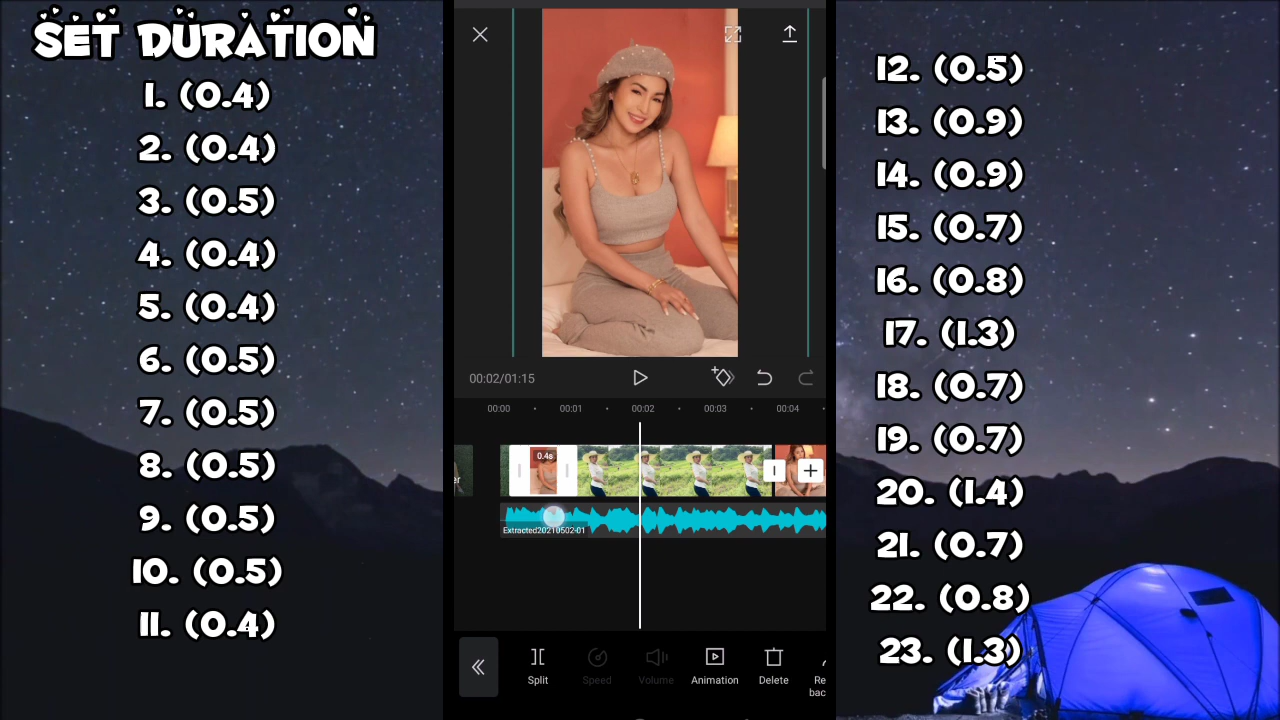 SET DURATION
1. (0.4)
2. (0.4)
3. (0.5)
4. (0.4)
5. (0.4)
6. (0.5)
7. (0.5)
8. (0.5)
9. (0.5)
10. (0.5)
11. (0.4)
00:02/01:15
00:00
00:01
00:02
00:03
00:04
0.4s
er
Extracted20210502-01
Split
Speed
Volume
Animation
Delete
Re
bac
12. (0.5)
13. (0.9)
14. (0.9)
15. (0.7)
16. (0.8)
17. (1.3)
18. (0.7)
19. (0.7)
20. (1.4)
21. (0.7)
22. (0.8)
23. (1.3)